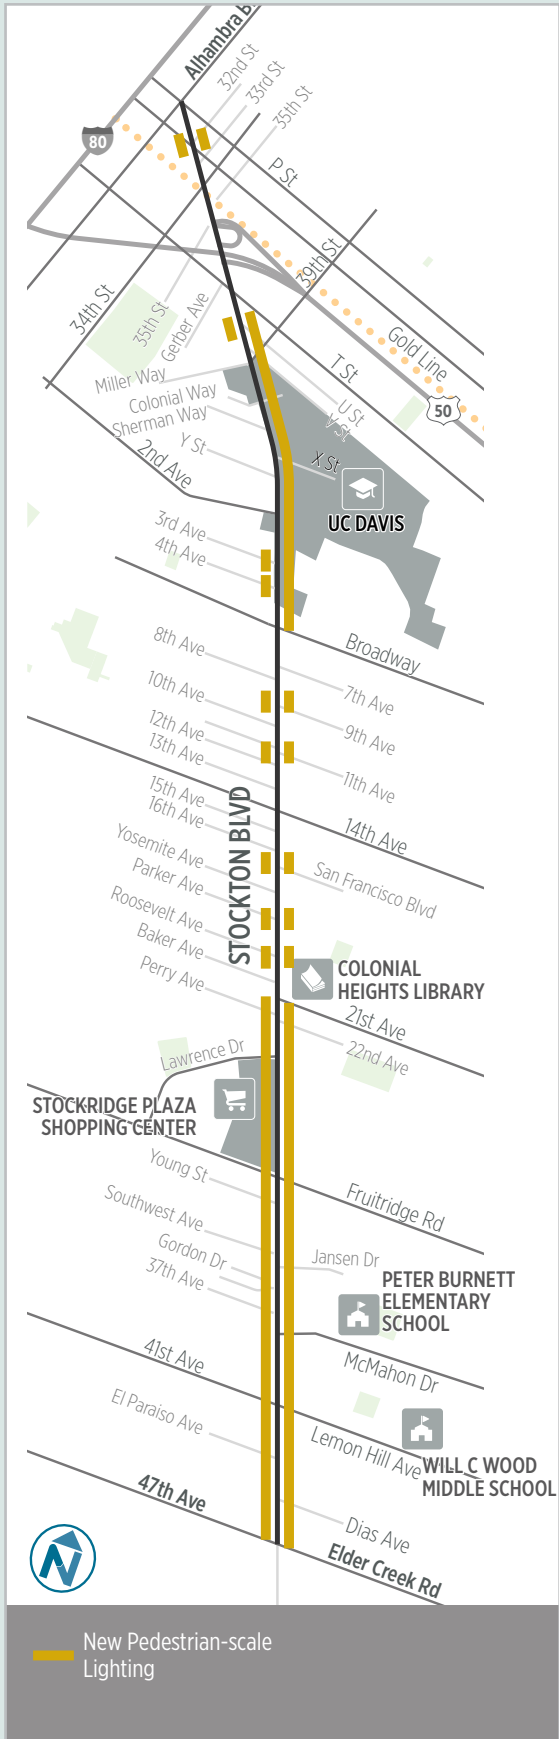 Alhambra B
32nd St
33rd St
35th St
80
P St
39th St
34th St
35th St
Gerber Ave
Gold Line
T St
50
Miller Way
Colonial Way
Sherman Way
U St
V St
Y St
X St
2nd Ave
UC DAVIS
3rd Ave
4th Ave
Broadway
8th Ave
7th Ave
10th Ave
9th Ave
12th Ave
13th Ave
11th Ave
15th Ave
16th Ave
14th Ave
STOCKTON BLVD
Yosemite Ave
Parker Ave
San Francisco Blvd
Roosevelt Ave
Baker Ave
Perry Ave
COLONIAL
HEIGHTS LIBRARY
21st Ave
22nd Ave
Lawrence Dr
STOCKRIDGE PLAZA
SHOPPING CENTER
Young St
Fruitridge Rd
Southwest Ave
Gordon Dr
37th Ave
Jansen Dr
PETER BURNETT
ELEMENTARY
SCHOOL
41st Ave
McMahon Dr
El Paraiso Ave
Lemon Hill Ave
WILL C WOOD
MIDDLE SCHOOL
47th Ave
Dias Ave
Elder Creek Rd
N
New Pedestrian-scale
Lighting